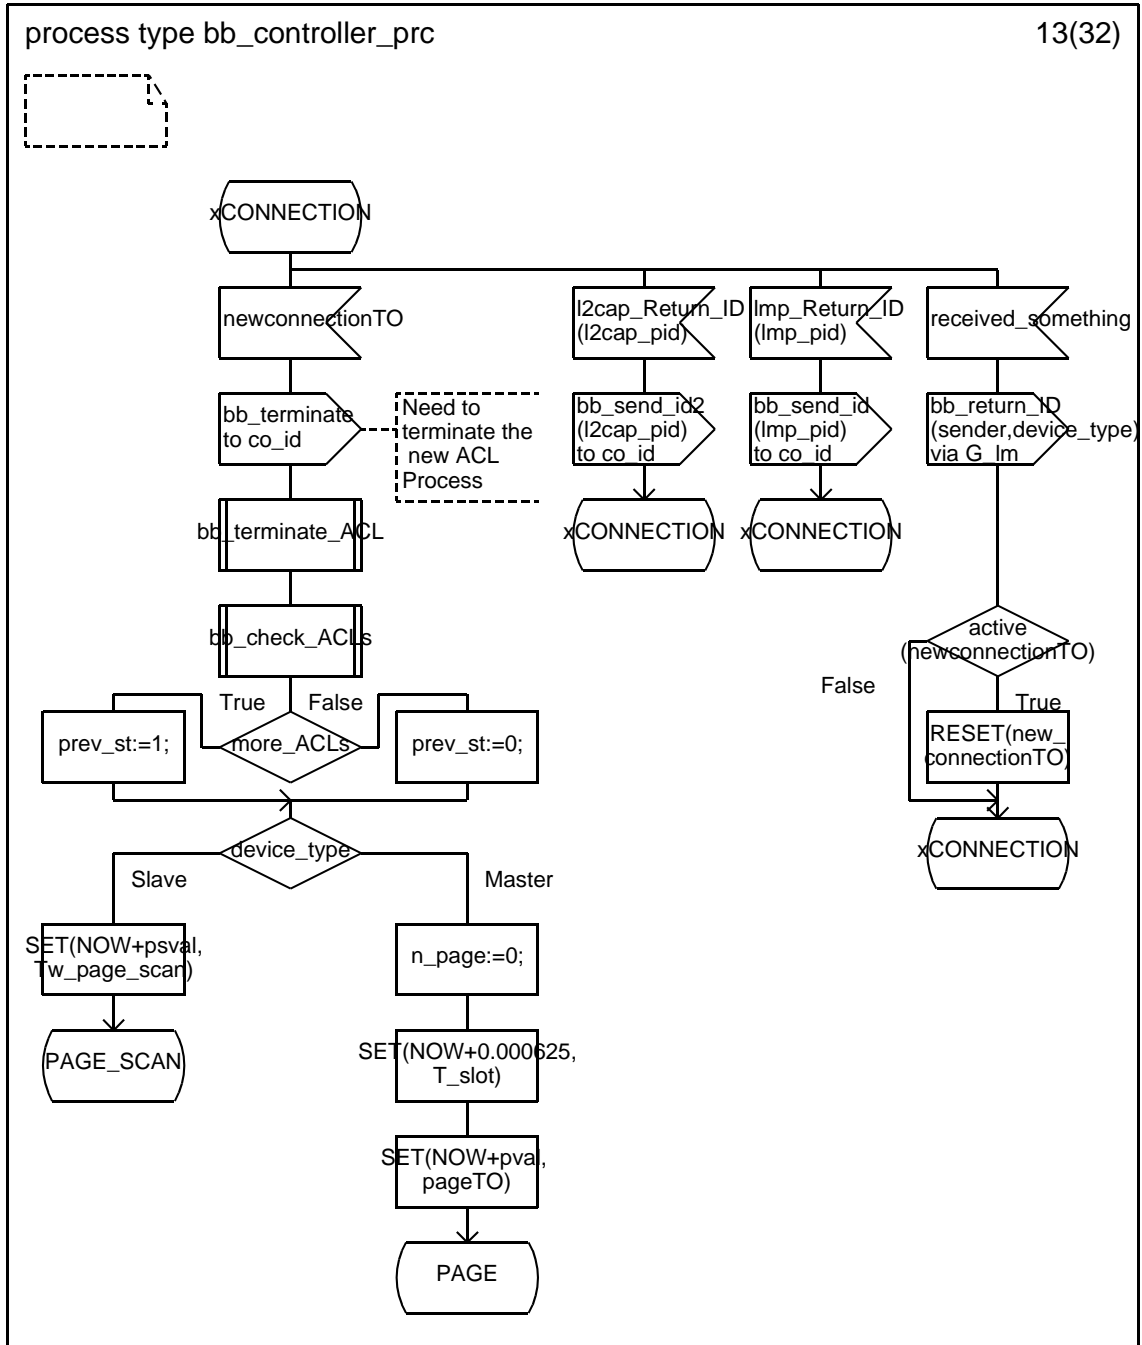 process type bb_controller_prc
13(32)
xCONNECTION
newconnectionTO
l2cap_Return_ID
(l2cap_pid)
lmp_Return_ID
(lmp_pid)
received_something
bb_terminate
to co_id
Need to
terminate the
new ACL
Process
bb_send_id2
(l2cap_pid)
to co_id
bb_send_id
(lmp_pid)
to co_id
bb_return_ID
(sender,device_type)
via G_lm
bb_terminate_ACL
xCONNECTION
xCONNECTION
bb_check_ACLs
active
(newconnectionTO)
False
True
True
False
prev_st:=1;
more_ACLs
prev_st:=0;
RESET(new_
connectionTO)
device_type
xCONNECTION
Slave
Master
SET(NOW+psval,
Tw_page_scan)
n_page:=0;
PAGE_SCAN
SET(NOW+0.000625,
T_slot)
SET(NOW+pval,
pageTO)
PAGE